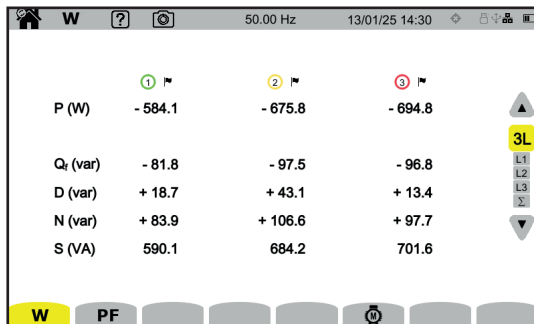 W ? 50.00 Hz 13/01/25 14:30
1 2 3
P (W) - 584.1 - 675.8 - 694.8
3L
Qf (var) - 81.8 - 97.5 - 96.8
L1
L2
D (var) + 18.7 + 43.1 + 13.4
L3
Σ
N (var) + 83.9 + 106.6 + 97.7
S (VA) 590.1 684.2 701.6
W PF M